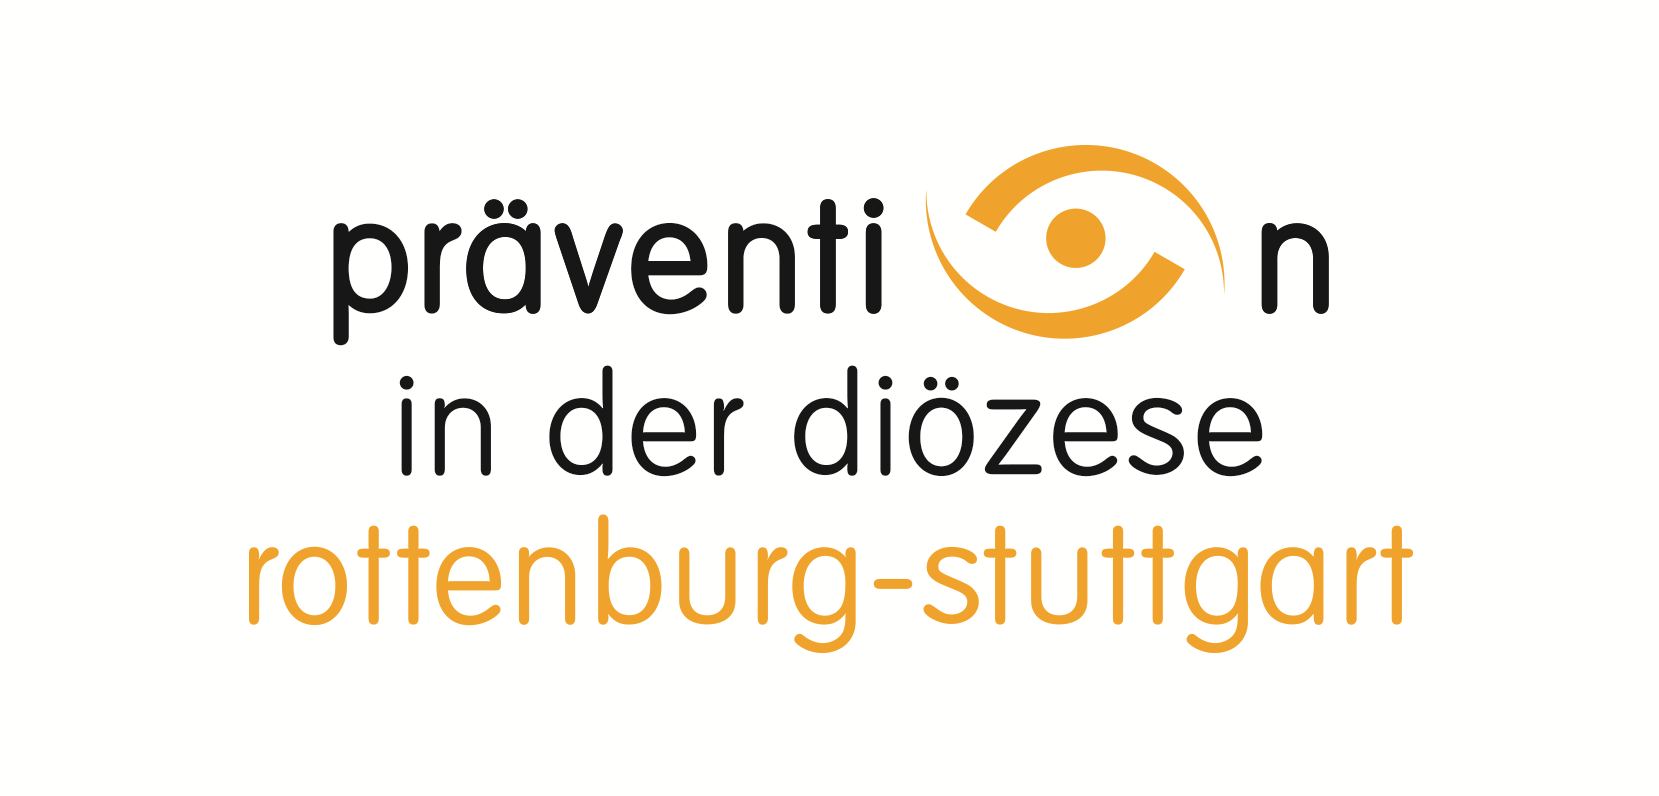 prävention
in der diözese
rottenburg-stuttgart